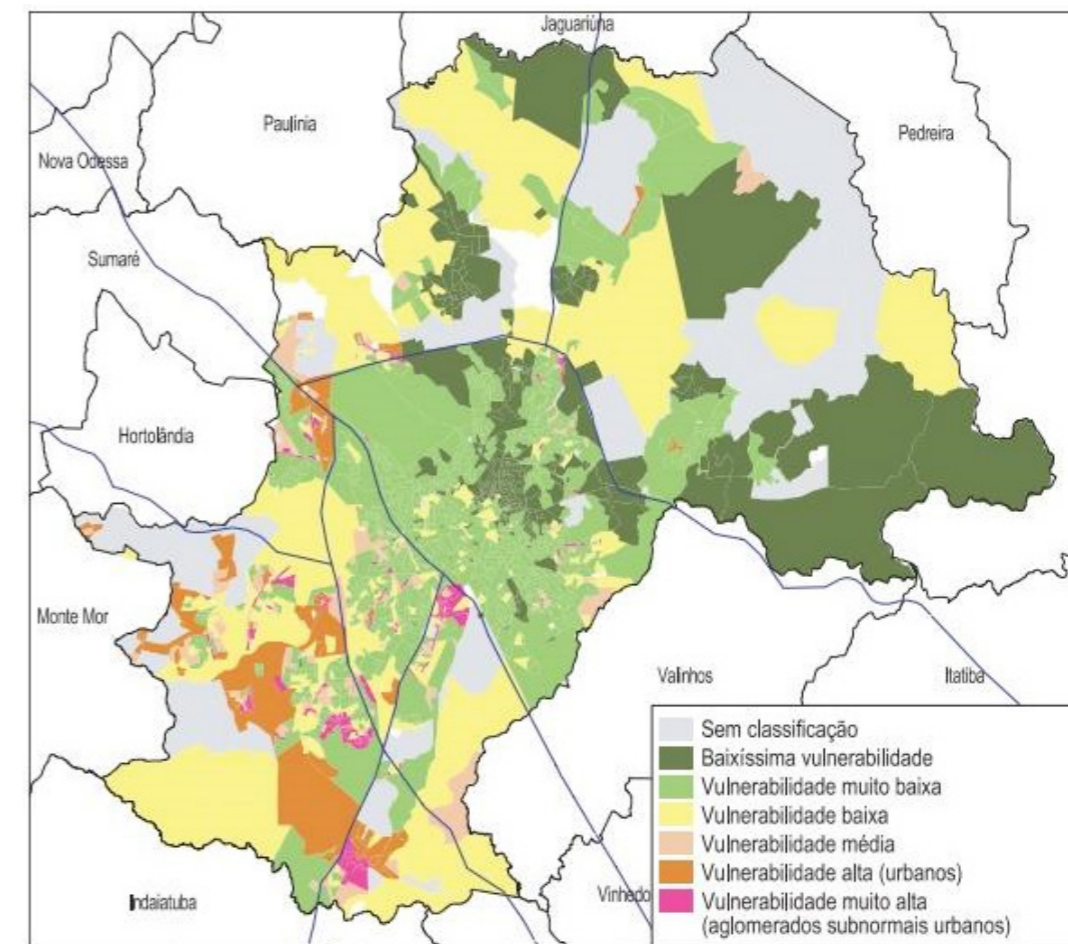 Jaguariúna
Paulínia
Pedreira
Nova Odessa
Sumaré
Hortolândia
Monte Mor
Valinhos
Itatiba
Indaiatuba
Vinhedo
Sem classificação
Baixíssima vulnerabilidade
Vulnerabilidade muito baixa
Vulnerabilidade baixa
Vulnerabilidade média
Vulnerabilidade alta (urbanos)
Vulnerabilidade muito alta
(aglomerados subnormais urbanos)